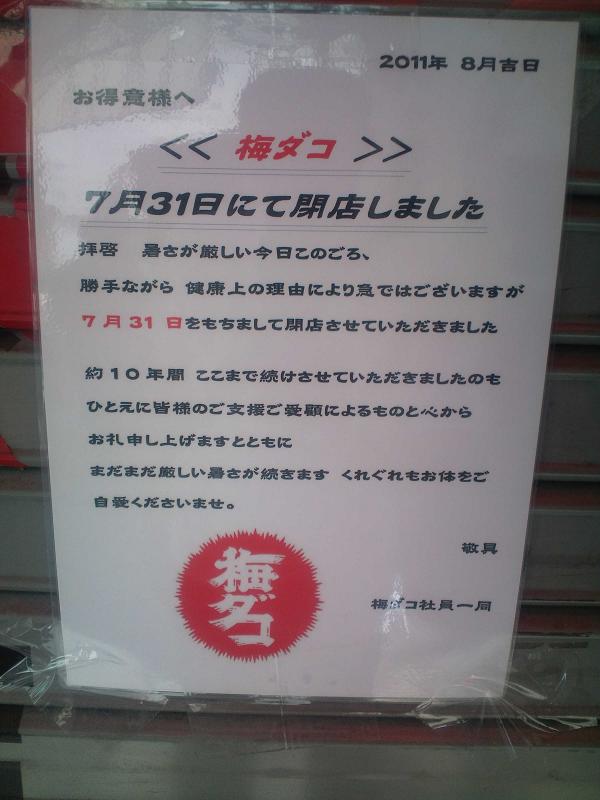 2011年 8月吉日
お得意様へ
<< 梅ダコ >>
7月31日にて閉店しました
拝啓 暑さが厳しい今日このごろ、
勝手ながら 健康上の理由により急ではございますが
7月31 日をもちまして閉店させていただきました
約10年間 ここまで続けさせていただきましたのも
ひとえに皆様のご支援ご愛顧によるものと心から
お礼申し上げますとともに
まだまだ厳しい暑さが続きます くれぐれもお体をご
自愛くださいませ。
敬具
梅ダコ社員一同
梅ダコ